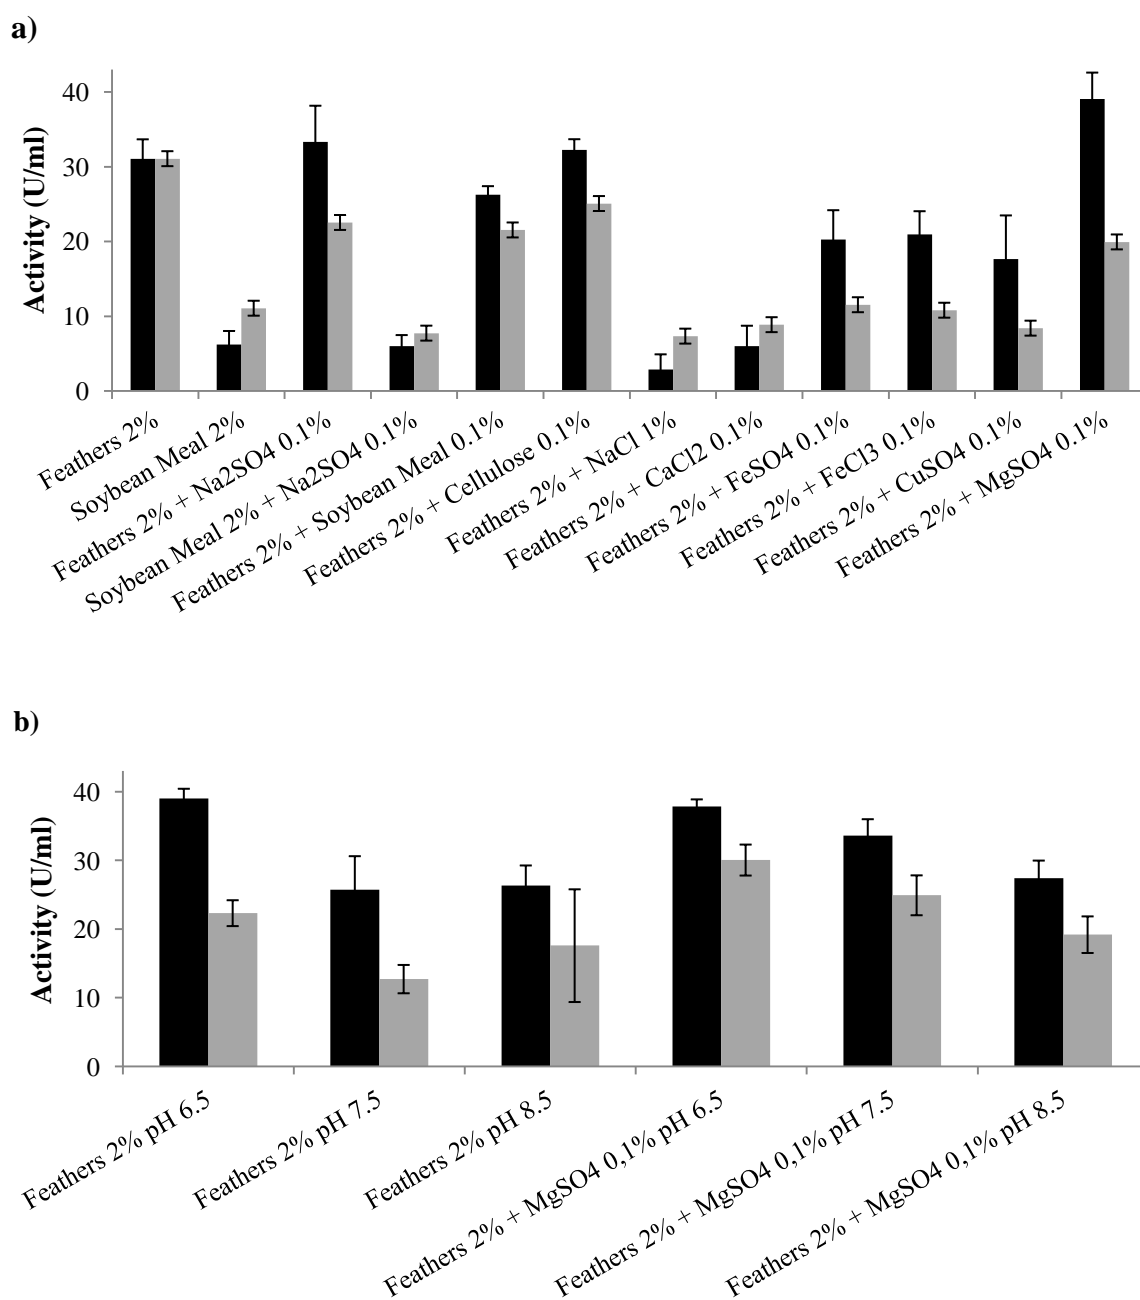 a)
Activity (U/ml)
40
30
20
10
0
Feathers 2%
Soybean Meal 2%
Feathers 2% + Na2SO4 0.1%
Soybean Meal 2% + Na2SO4 0.1%
Feathers 2% + Soybean Meal 0.1%
Feathers 2% + Cellulose 0.1%
Feathers 2% + NaCl 1%
Feathers 2% + CaCl2 0.1%
Feathers 2% + FeSO4 0.1%
Feathers 2% + FeCl3 0.1%
Feathers 2% + CuSO4 0.1%
Feathers 2% + MgSO4 0.1%
b)
Activity (U/ml)
40
30
20
10
0
Feathers 2% pH 6.5
Feathers 2% pH 7.5
Feathers 2% pH 8.5
Feathers 2% + MgSO4 0,1% pH 6.5
Feathers 2% + MgSO4 0,1% pH 7.5
Feathers 2% + MgSO4 0,1% pH 8.5